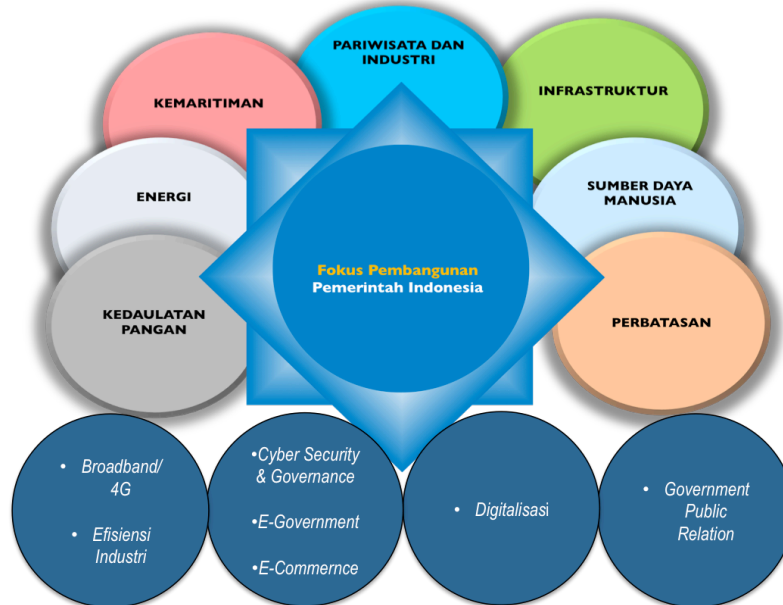 PARIWISATA DAN
INDUSTRI
KEMARITIMAN
INFRASTRUKTUR
ENERGI
SUMBER DAYA
MANUSIA
Fokus Pembangunan
Pemerintah Indonesia
KEDAULATAN
PANGAN
PERBATASAN
• Broadband/
4G
• Efisiensi
Industri
•Cyber Security
& Governance
•E-Government
•E-Commernce
• Digitalisasi
• Government
Public
Relation